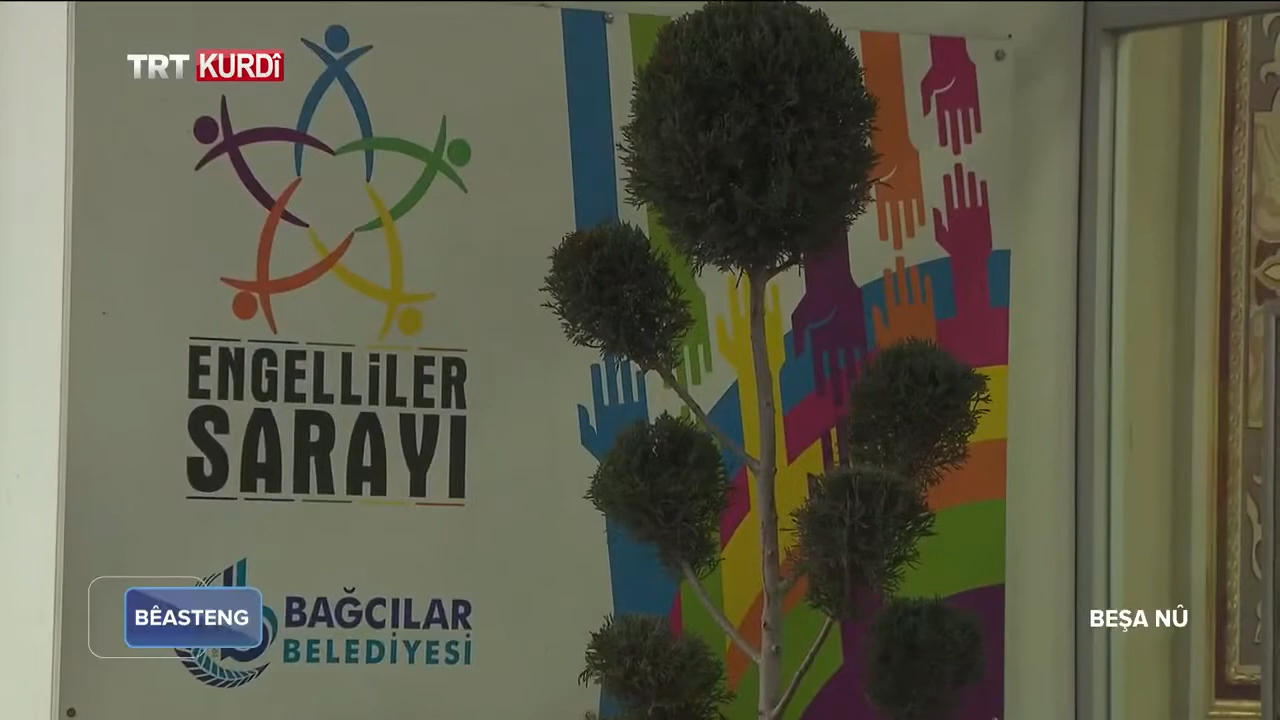 TRT KURDÎ
ENGELLİLER
SARAYI
BAĞCILAR
BELEDİYESİ
BÊASTENG
BEŞA NÛ